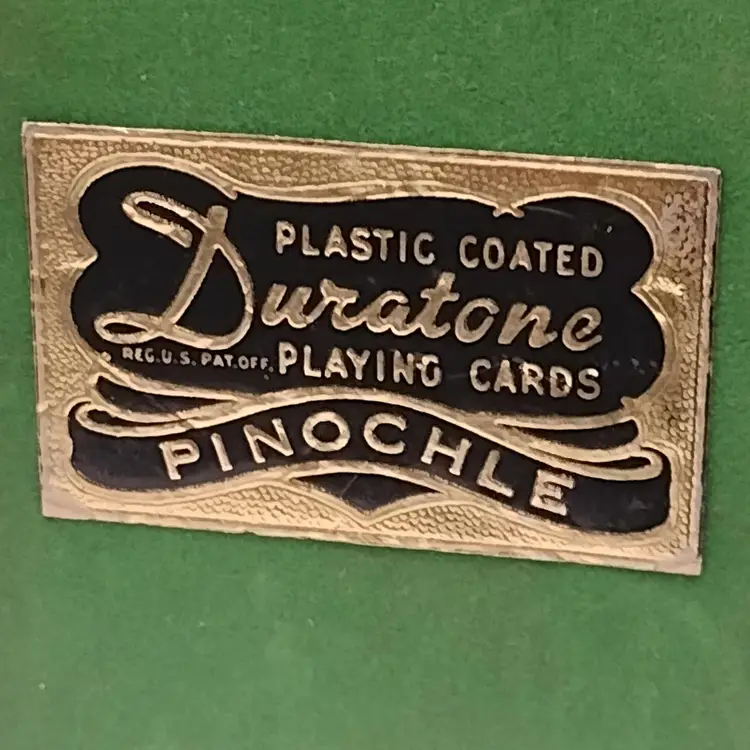 PLASTIC COATED
Duratone
REG.U.S. PAT.OFF. PLAYING CARDS
PINOCHLE